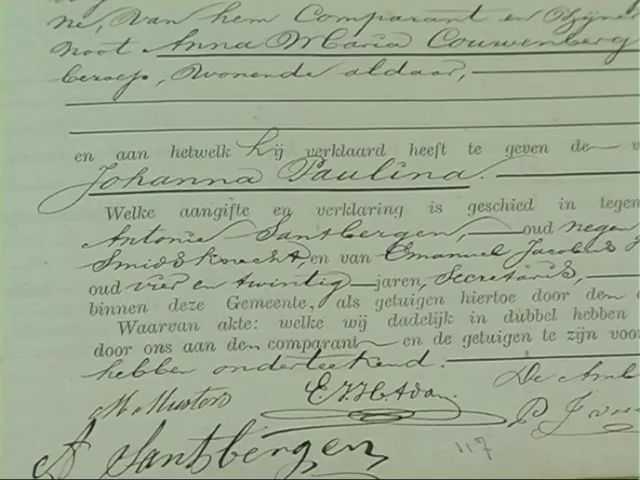 ne, van hem Comparant en Zijne
noot Anna Maria Couwenberg
beroep, Wonende aldaar,
en aan hetwelk hij verklaard heeft te geven de v
Johanna Paulina.
Welke aangifte en verklaring is geschied in tegen
Antonie Santbergen, oud negen
Smidsknecht, en van Emanuel Jacobus
oud vier en twintig jaren, Secretaris,
binnen deze Gemeente, als getuigen hiertoe door den
Waarvan akte: welke wij dadelijk in dubbel hebben
door ons aan den comparant en de getuigen te zijn voor
hebben onderteekend.
De Amb
M Musters E.J.H. Adan.
P J v
A Santbergen
117